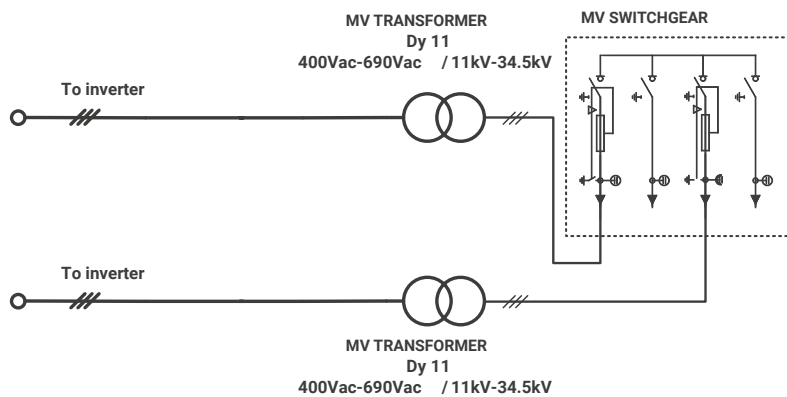 MV TRANSFORMER
Dy 11
400Vac-690Vac / 11kV-34.5kV
MV SWITCHGEAR
To inverter
To inverter
MV TRANSFORMER
Dy 11
400Vac-690Vac / 11kV-34.5kV